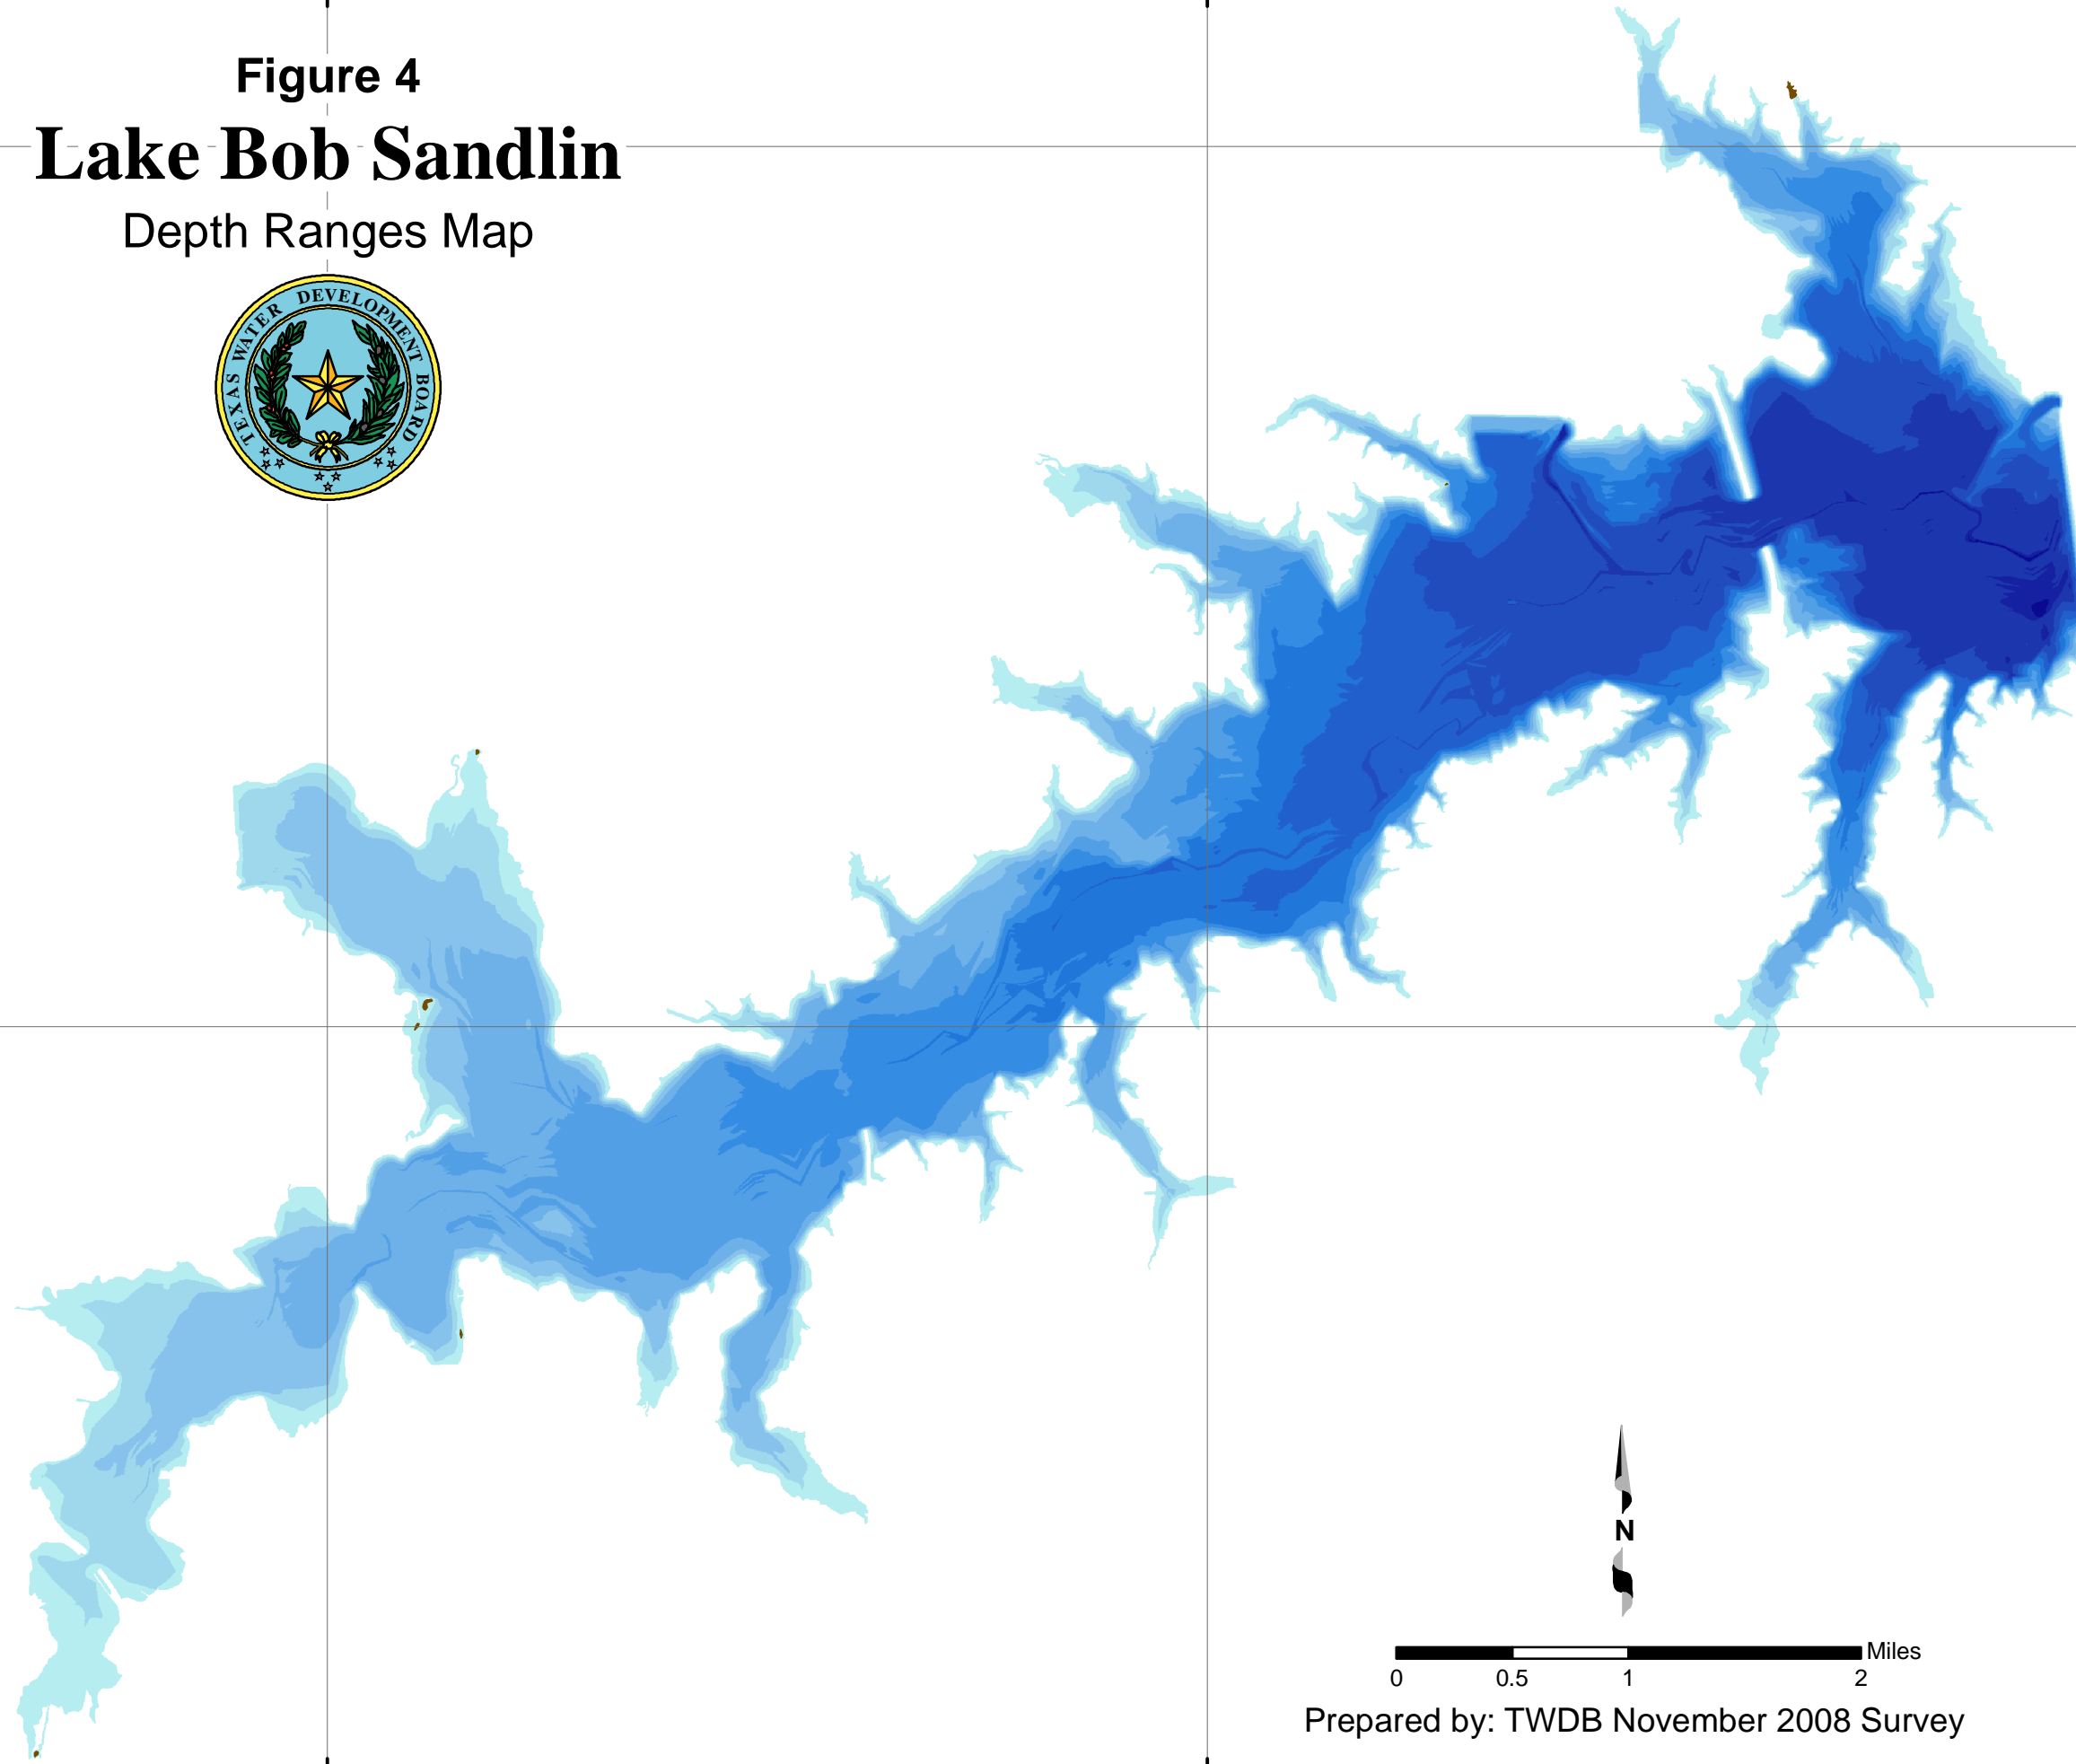 Figure 4
Lake Bob Sandlin
Depth Ranges Map
TEXAS WATER DEVELOPMENT BOARD
N
Miles
0 0.5 1 2
Prepared by: TWDB November 2008 Survey